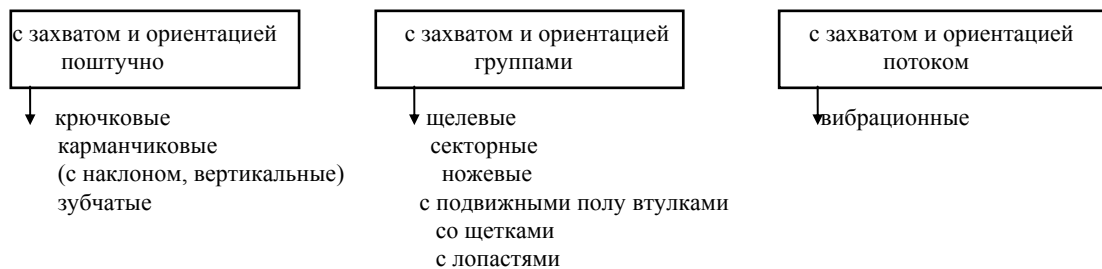 с захватом и ориентацией
поштучно
крючковые
карманчиковые
(с наклоном, вертикальные)
зубчатые
с захватом и ориентацией
группами
щелевые
секторные
ножевые
с подвижными полу втулками
со щетками
с лопастями
с захватом и ориентацией
потоком
вибрационные